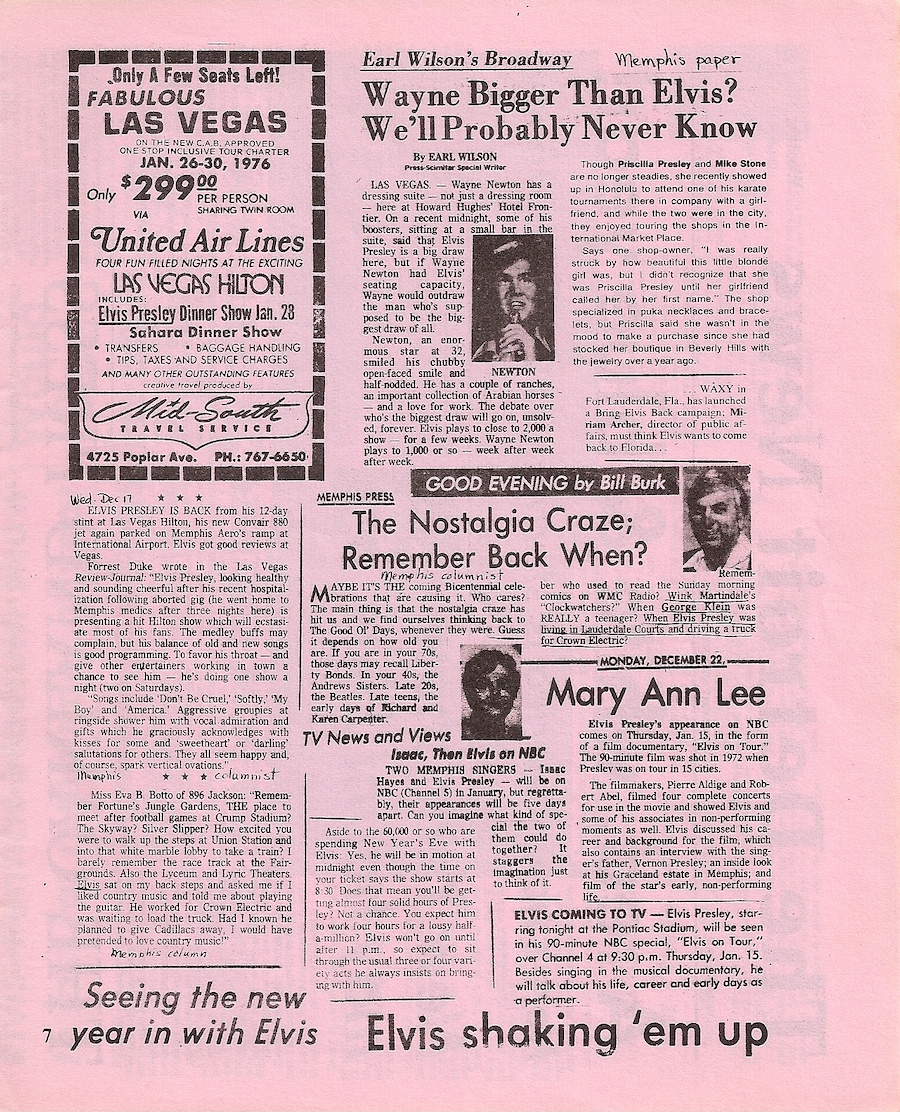 Only A Few Seats Left!
FABULOUS
LAS VEGAS
ON THE NEW C.A.B. APPROVED
ONE STOP INCLUSIVE TOUR CHARTER
JAN. 26-30, 1976
Only $299.00 PER PERSON
SHARING TWIN ROOM
VIA
United Air Lines
FOUR FUN FILLED NIGHTS AT THE EXCITING
LAS VEGAS HILTON
INCLUDES:
Elvis Presley Dinner Show Jan. 28
Sahara Dinner Show
• TRANSFERS • BAGGAGE HANDLING
• TIPS, TAXES AND SERVICE CHARGES
AND MANY OTHER OUTSTANDING FEATURES
creative travel produced by
Mid-South
TRAVEL SERVICE
4725 Poplar Ave. PH.: 767-6650
Earl Wilson's Broadway
Memphis paper
Wayne Bigger Than Elvis?
We'll Probably Never Know
By EARL WILSON
Press-Scimitar Special Writer
LAS VEGAS. — Wayne Newton has a
dressing suite — not just a dressing room
— here at Howard Hughes' Hotel Fron-
tier. On a recent midnight, some of his
boosters, sitting at a small bar in the
suite, said that Elvis
Presley is a big draw
here, but if Wayne
Newton had Elvis'
seating capacity,
Wayne would outdraw
the man who's sup-
posed to be the big-
gest draw of all.
Newton, an enor-
mous star at 32,
smiled his chubby
open-faced smile and
half-nodded. He has a couple of ranches,
an important collection of Arabian horses
— and a love for work. The debate over
who's the biggest draw will go on, unsolv-
ed, forever. Elvis plays to close to 2,000 a
show — for a few weeks. Wayne Newton
plays to 1,000 or so — week after week
after week.
NEWTON
Though Priscilla Presley and Mike Stone
are no longer steadies, she recently showed
up in Honolulu to attend one of his karate
tournaments there in company with a girl-
friend, and while the two were in the city,
they enjoyed touring the shops in the In-
ternational Market Place.
Says one shop-owner, "I was really
struck by how beautiful this little blonde
girl was, but I didn't recognize that she
was Priscilla Presley until her girlfriend
called her by her first name." The shop
specialized in puka necklaces and brace-
lets, but Priscilla said she wasn't in the
mood to make a purchase since she had
stocked her boutique in Beverly Hills with
the jewelry over a year ago.
. . . WAXY in
Fort Lauderdale, Fla., has launched
a Bring Elvis Back campaign; Mi-
riam Archer, director of public af-
fairs, must think Elvis wants to come
back to Florida. . .
Wed. Dec 17 ★ ★ ★
ELVIS PRESLEY IS BACK from his 12-day
stint at Las Vegas Hilton, his new Convair 880
jet again parked on Memphis Aero's ramp at
International Airport. Elvis got good reviews at
Vegas.
Forrest Duke wrote in the Las Vegas
Review-Journal: "Elvis Presley, looking healthy
and sounding cheerful after his recent hospital-
ization following aborted gig (he went home to
Memphis medics after three nights here) is
presenting a hit Hilton show which will ecstasi-
ate most of his fans. The medley buffs may
complain, but his balance of old and new songs
is good programming. To favor his throat — and
give other entertainers working in town a
chance to see him — he's doing one show a
night (two on Saturdays).
"Songs include 'Don't Be Cruel,' 'Softly,' 'My
Boy' and 'America.' Aggressive groupies at
ringside shower him with vocal admiration and
gifts which he graciously acknowledges with
kisses for some and 'sweetheart' or 'darling'
salutations for others. They all seem happy and,
of course, spark vertical ovations."
Memphis ★ ★ ★ columnist
Miss Eva B. Botto of 896 Jackson: "Remem-
ber Fortune's Jungle Gardens, THE place to
meet after football games at Crump Stadium?
The Skyway? Silver Slipper? How excited you
were to walk up the steps at Union Station and
into that white marble lobby to take a train? I
barely remember the race track at the Fair-
grounds. Also the Lyceum and Lyric Theaters.
Elvis sat on my back steps and asked me if I
liked country music and told me about playing
the guitar. He worked for Crown Electric and
was waiting to load the truck. Had I known he
planned to give Cadillacs away, I would have
pretended to love country music!"
Memphis column
MEMPHIS PRESS
GOOD EVENING by Bill Burk
The Nostalgia Craze;
Remember Back When?
Memphis columnist
MAYBE IT'S THE coming Bicentennial cele-
brations that are causing it. Who cares?
The main thing is that the nostalgia craze has
hit us and we find ourselves thinking back to
The Good Ol' Days, whenever they were. Guess
it depends on how old you
are. If you are in your 70s,
those days may recall Liber-
ty Bonds. In your 40s, the
Andrews Sisters. Late 20s,
the Beatles. Late teens, the
early days of Richard and
Karen Carpenter.
Remem-
ber who used to read the Sunday morning
comics on WMC Radio? Wink Martindale's
"Clockwatchers?" When George Klein was
REALLY a teenager? When Elvis Presley was
living in Lauderdale Courts and driving a truck
for Crown Electric?
TV News and Views
Isaac, Then Elvis on NBC
TWO MEMPHIS SINGERS — Isaac
Hayes and Elvis Presley — will be on
NBC (Channel 5) in January, but regretta-
bly, their appearances will be five days
apart. Can you imagine what kind of spe-
cial the two of
them could do
together? It
staggers the
imagination just
to think of it.
Aside to the 60,000 or so who are
spending New Year's Eve with
Elvis: Yes, he will be in motion at
midnight even though the time on
your ticket says the show starts at
8:30. Does that mean you'll be get-
ting almost four solid hours of Pres-
ley? Not a chance. You expect him
to work four hours for a lousy half-
a-million? Elvis won't go on until
after 11 p.m., so expect to sit
through the usual three or four vari-
ety acts he always insists on bring-
ing with him.
MONDAY, DECEMBER 22,
Mary Ann Lee
Elvis Presley's appearance on NBC
comes on Thursday, Jan. 15, in the form
of a film documentary, "Elvis on Tour."
The 90-minute film was shot in 1972 when
Presley was on tour in 15 cities.
The filmmakers, Pierre Aldige and Rob-
ert Abel, filmed four complete concerts
for use in the movie and showed Elvis and
some of his associates in non-performing
moments as well. Elvis discussed his ca-
reer and background for the film, which
also contains an interview with the sing-
er's father, Vernon Presley; an inside look
at his Graceland estate in Memphis; and
film of the star's early, non-performing
life.
ELVIS COMING TO TV — Elvis Presley, star-
ring tonight at the Pontiac Stadium, will be seen
in his 90-minute NBC special, "Elvis on Tour,"
over Channel 4 at 9:30 p.m. Thursday, Jan. 15.
Besides singing in the musical documentary, he
will talk about his life, career and early days as
a performer.
Seeing the new
year in with Elvis
Elvis shaking 'em up
7